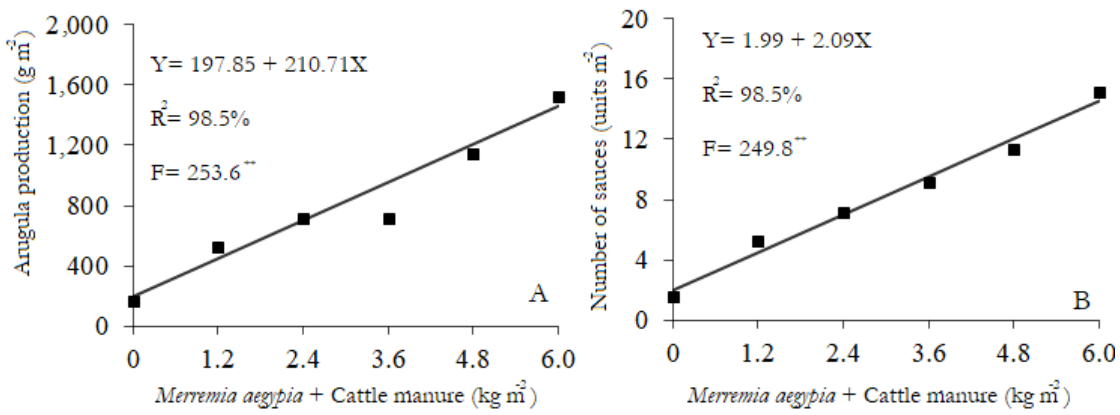 Arugula production (g m-2)
2,000
1,600
1,200
800
400
0
Y= 197.85 + 210.71X
R2= 98.5%
F= 253.6**
A
0 1.2 2.4 3.6 4.8 6.0
Merremia aegypia + Cattle manure (kg m-2)
Number of sauces (units m-2)
20
16
12
8
4
0
Y= 1.99 + 2.09X
R2= 98.5%
F= 249.8**
B
0 1.2 2.4 3.6 4.8 6.0
Merremia aegypia + Cattle manure (kg m-2)